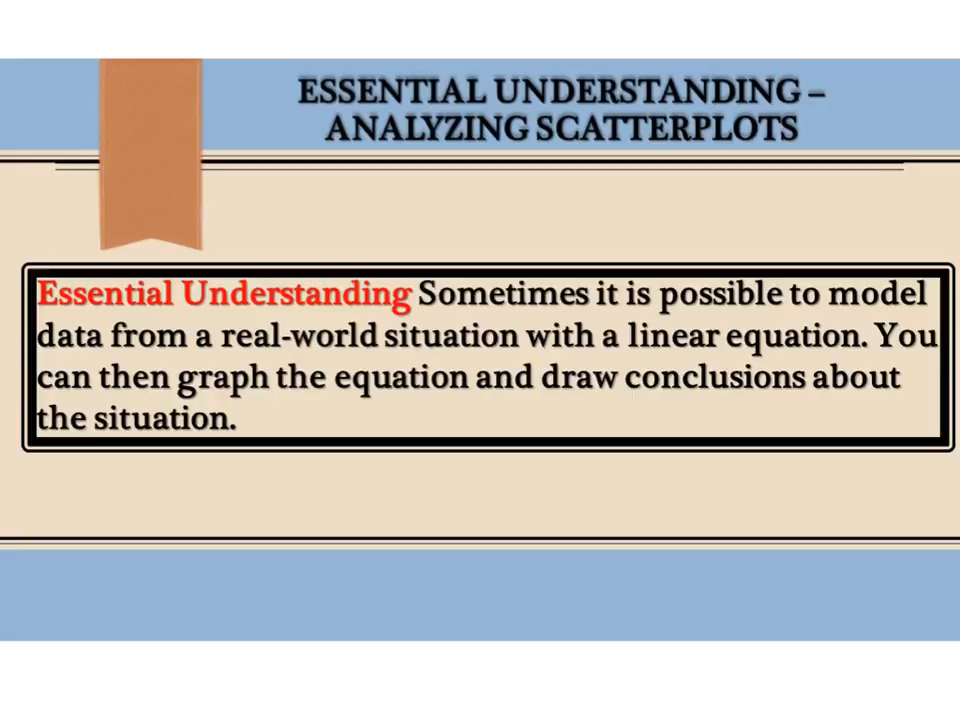 ESSENTIAL UNDERSTANDING –
ANALYZING SCATTERPLOTS
Essential Understanding Sometimes it is possible to model
data from a real-world situation with a linear equation. You
can then graph the equation and draw conclusions about
the situation.